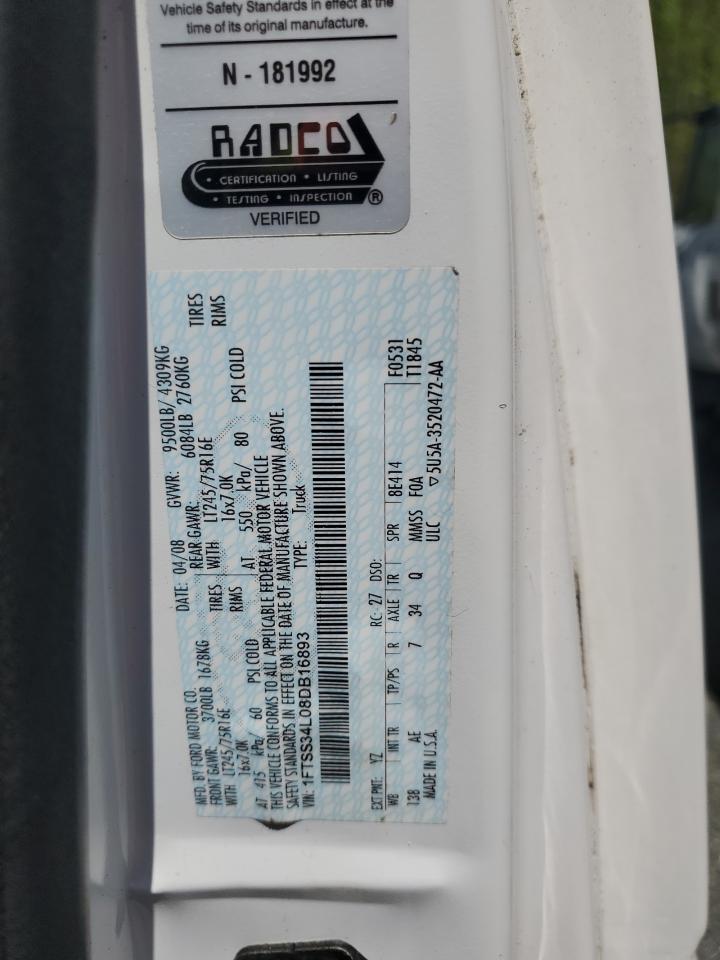 Vehicle Safety Standards in effect at the
time of its original manufacture.
N - 181992
RADCO
CERTIFICATION • LISTING
TESTING • INSPECTION ®
VERIFIED
MFD. BY FORD MOTOR CO. DATE: 04/08 GVWR: 9500LB/ 4309KG
FRONT GAWR: 3700LB 1678KG REAR GAWR: 6084LB 2760KG
WITH LT245/75R16E TIRES WITH LT245/75R16E TIRES
16x7.0K RIMS 16x7.0K RIMS
AT 415 kPa/ 60 PSI COLD AT 550 kPa/ 80 PSI COLD
THIS VEHICLE CONFORMS TO ALL APPLICABLE FEDERAL MOTOR VEHICLE
SAFETY STANDARDS IN EFFECT ON THE DATE OF MANUFACTURE SHOWN ABOVE.
VIN: 1FTSS34L08DB16893 TYPE: Truck
EXT PNT: YZ RC: 27 DSO: F0531
WB INT TR TP/PS R AXLE TR SPR 8E414 T1845
138 AE 7 34 Q MMSS FOA
MADE IN U.S.A. ULC ▽5U5A-3520472-AA